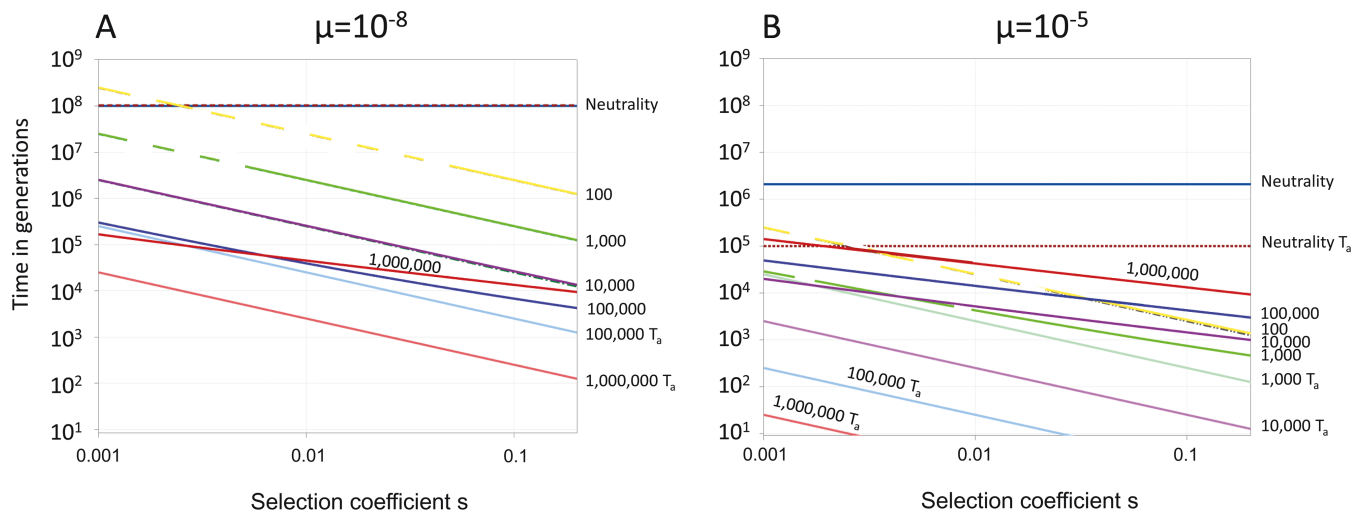 A
μ=10⁻⁸
Time in generations
10⁹
10⁸
10⁷
10⁶
10⁵
10⁴
10³
10²
10¹
0.001
0.01
0.1
Selection coefficient s
Neutrality
100
1,000
1,000,000
10,000
100,000
100,000 Tₐ
1,000,000 Tₐ
B
μ=10⁻⁵
10⁹
10⁸
10⁷
10⁶
10⁵
10⁴
10³
10²
10¹
0.001
0.01
0.1
Selection coefficient s
Neutrality
Neutrality Tₐ
1,000,000
100,000
100
10,000
1,000
1,000 Tₐ
100,000 Tₐ
1,000,000 Tₐ
10,000 Tₐ